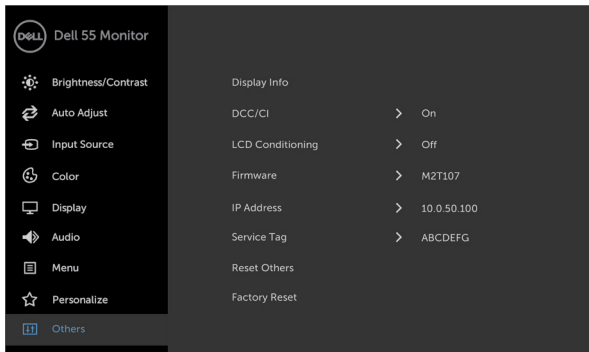 DELL Dell 55 Monitor
Brightness/Contrast
Auto Adjust
Input Source
Color
Display
Audio
Menu
Personalize
Others
Display Info
DCC/CI > On
LCD Conditioning > Off
Firmware > M2T107
IP Address > 10.0.50.100
Service Tag > ABCDEFG
Reset Others
Factory Reset